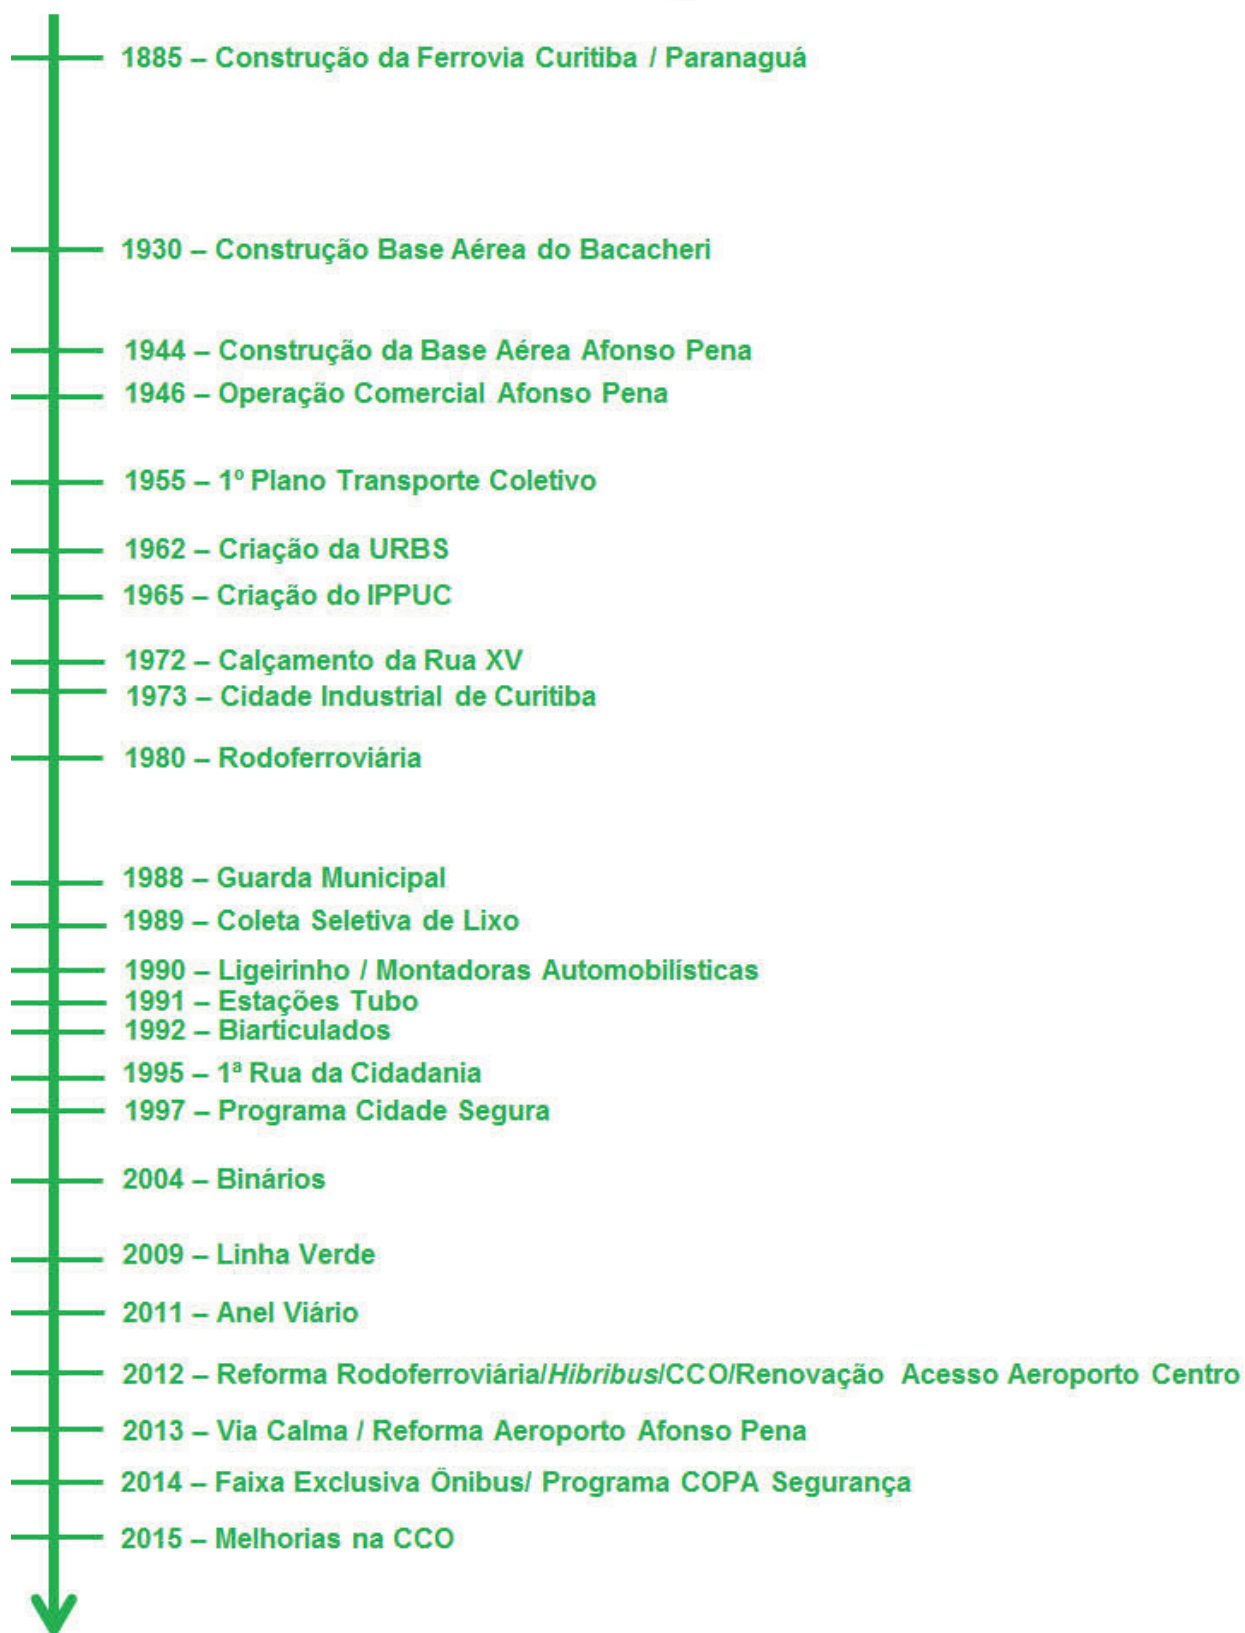 1885 – Construção da Ferrovia Curitiba / Paranaguá
1930 – Construção Base Aérea do Bacacheri
1944 – Construção da Base Aérea Afonso Pena
1946 – Operação Comercial Afonso Pena
1955 – 1º Plano Transporte Coletivo
1962 – Criação da URBS
1965 – Criação do IPPUC
1972 – Calçamento da Rua XV
1973 – Cidade Industrial de Curitiba
1980 – Rodoferroviária
1988 – Guarda Municipal
1989 – Coleta Seletiva de Lixo
1990 – Ligeirinho / Montadoras Automobilísticas
1991 – Estações Tubo
1992 – Biarticulados
1995 – 1ª Rua da Cidadania
1997 – Programa Cidade Segura
2004 – Binários
2009 – Linha Verde
2011 – Anel Viário
2012 – Reforma Rodoferroviária/Hibribus/CCO/Renovação Acesso Aeroporto Centro
2013 – Via Calma / Reforma Aeroporto Afonso Pena
2014 – Faixa Exclusiva Ônibus/ Programa COPA Segurança
2015 – Melhorias na CCO